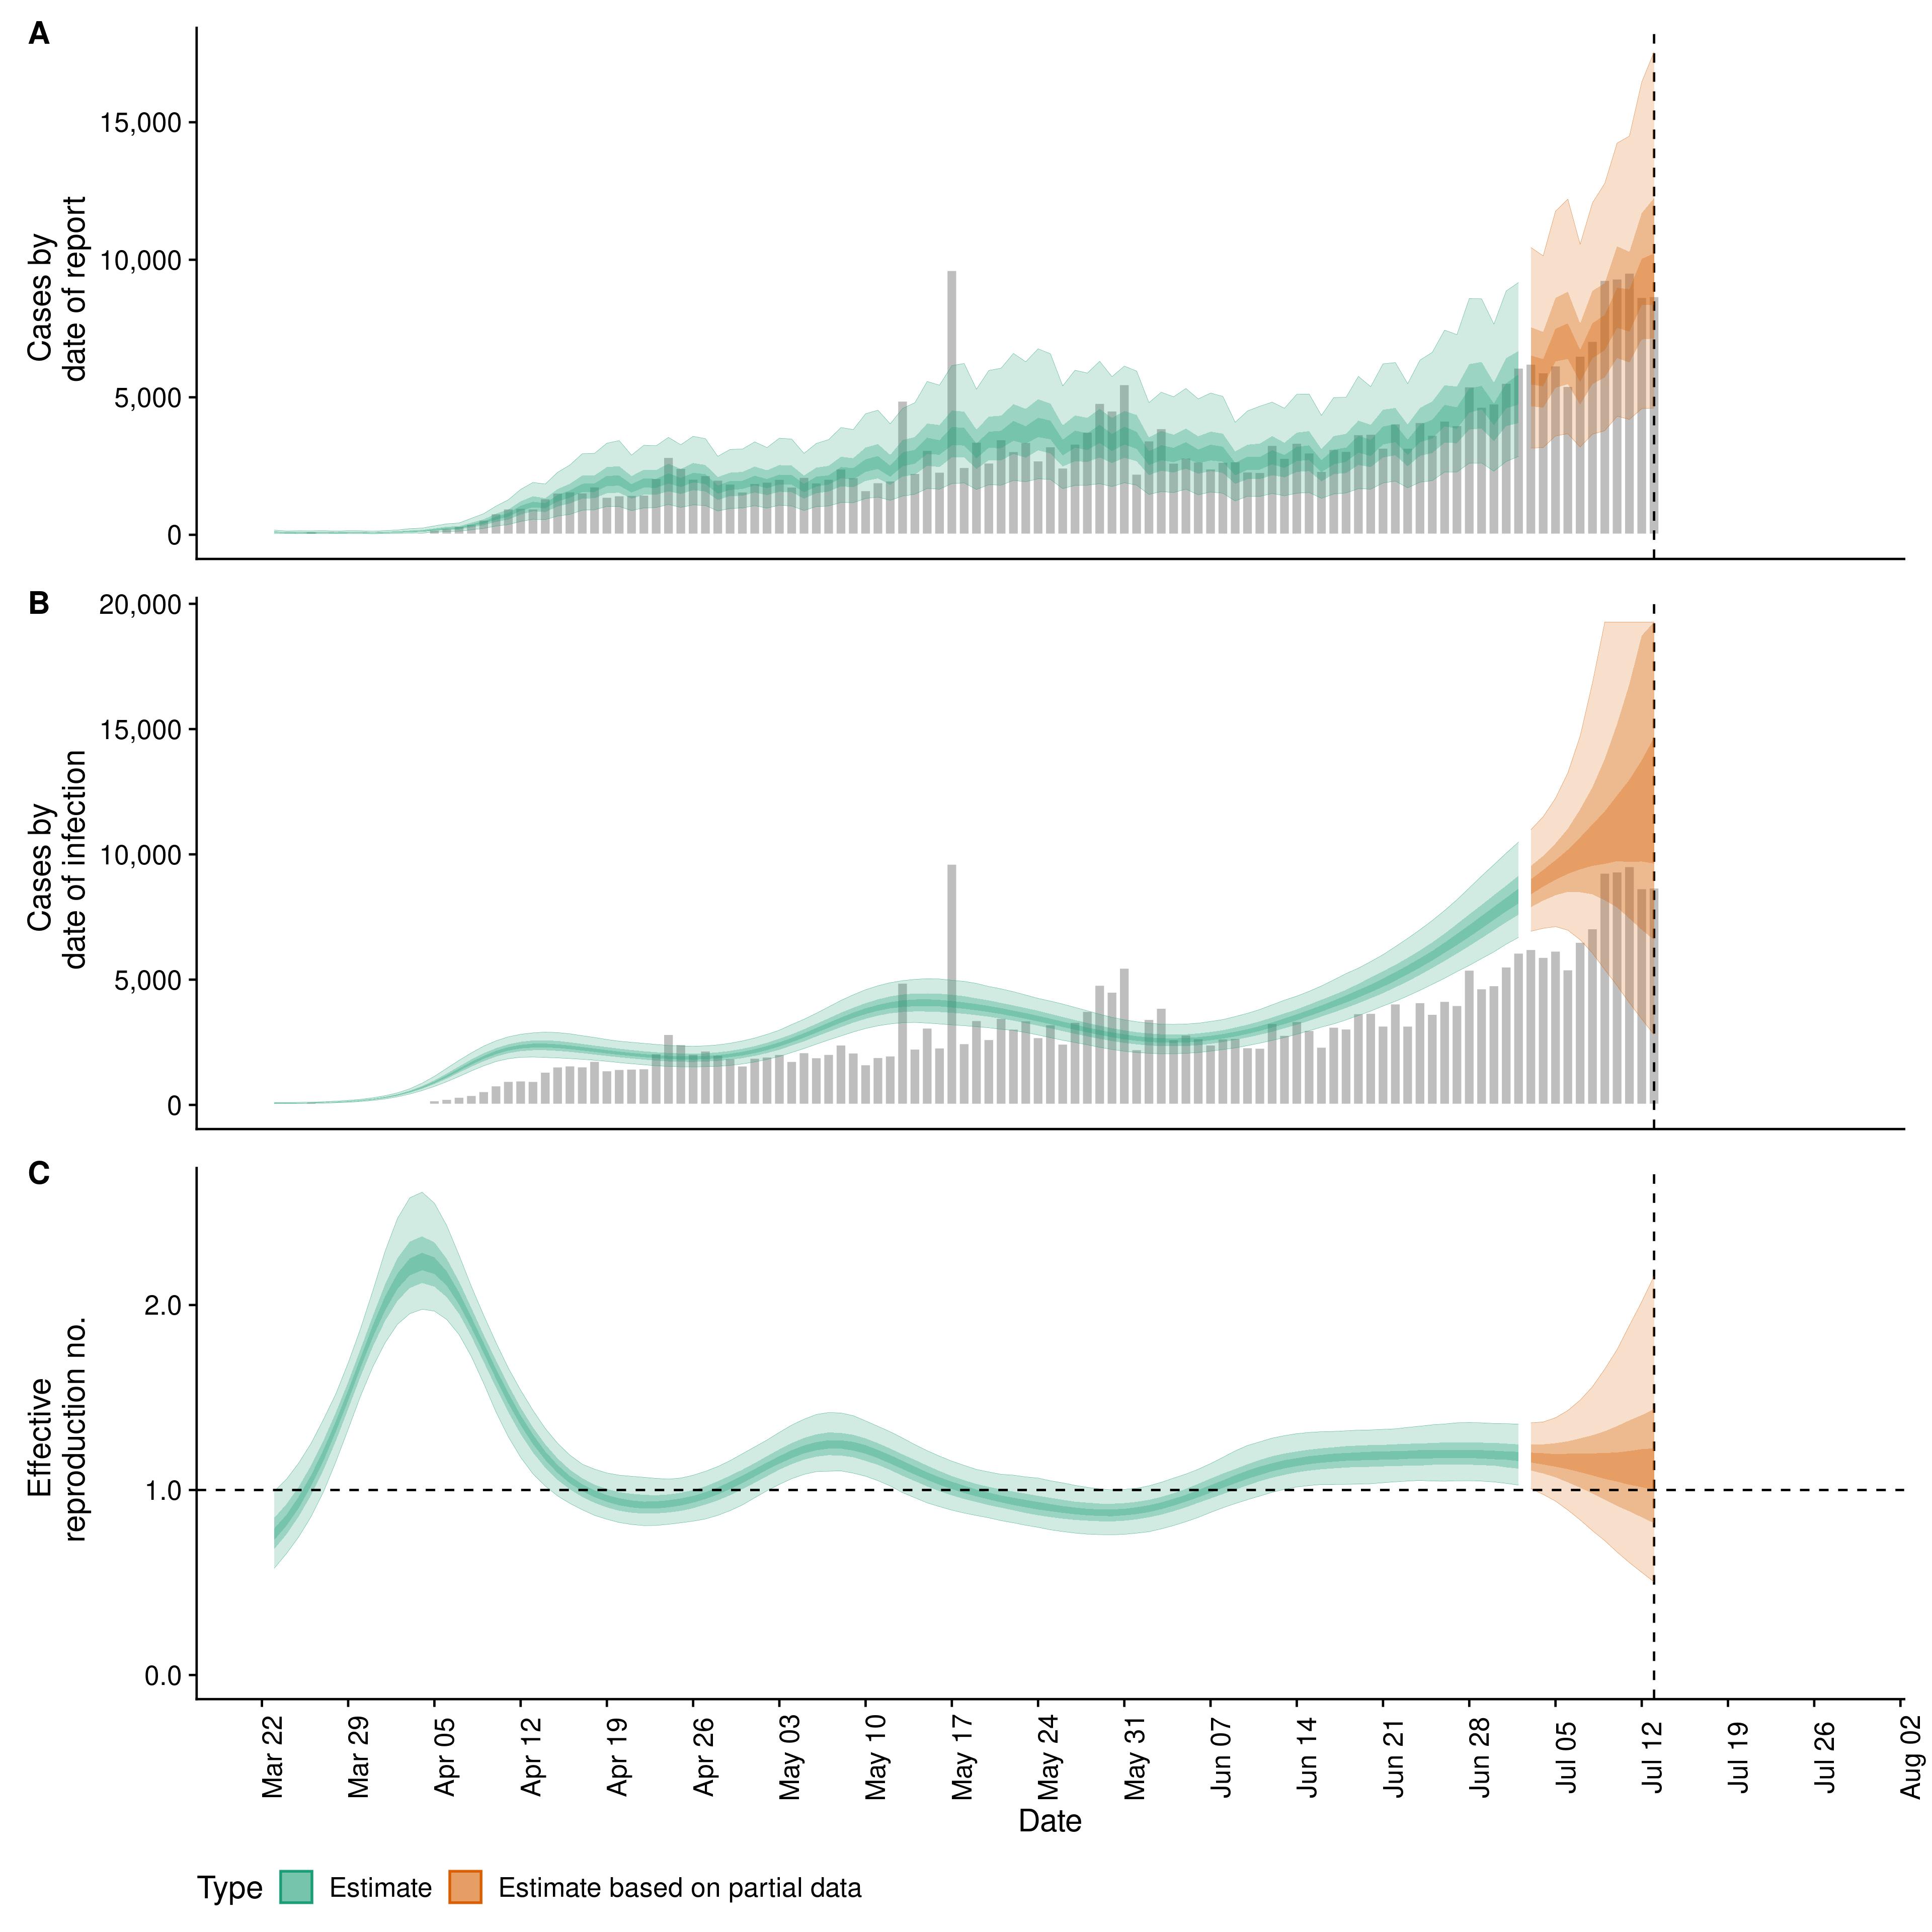 A
Cases by
date of report
15,000
10,000
5,000
0
B
Cases by
date of infection
20,000
15,000
10,000
5,000
0
C
Effective
reproduction no.
2.0
1.0
0.0
Mar 22
Mar 29
Apr 05
Apr 12
Apr 19
Apr 26
May 03
May 10
May 17
May 24
May 31
Jun 07
Jun 14
Jun 21
Jun 28
Jul 05
Jul 12
Jul 19
Jul 26
Aug 02
Date
Type Estimate Estimate based on partial data